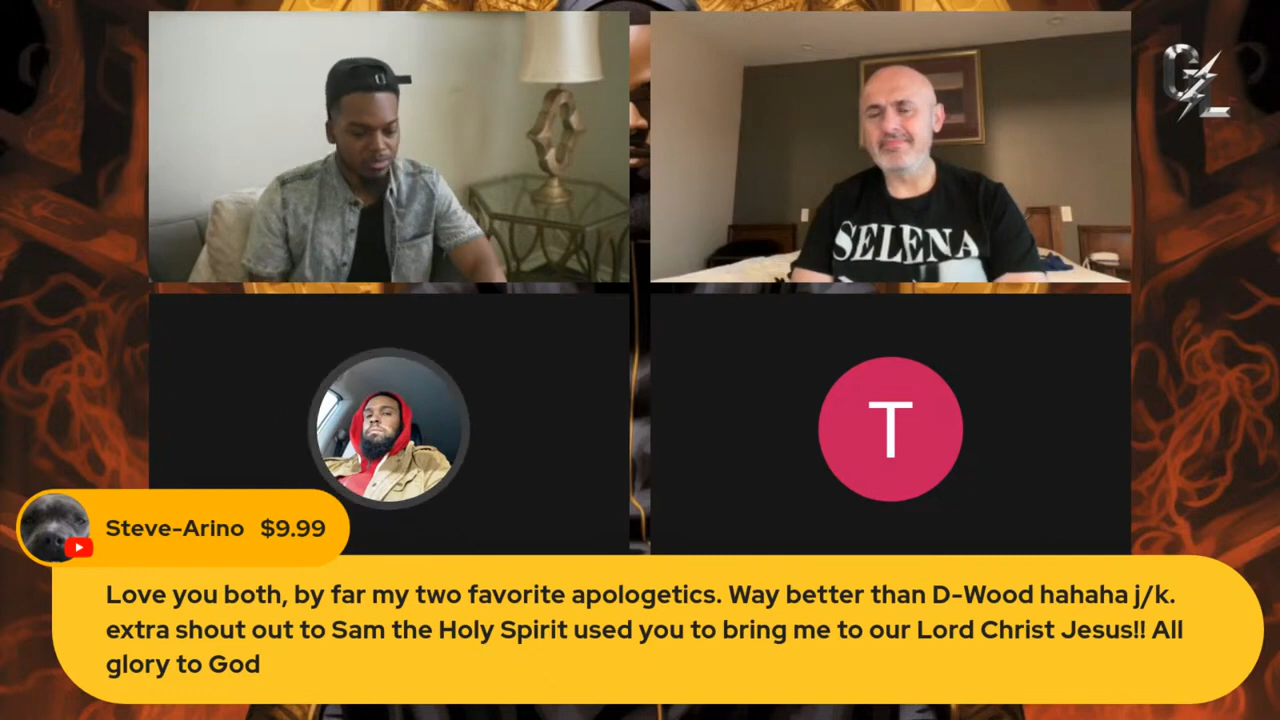 GL
SELENA
T
Steve-Arino $9.99
Love you both, by far my two favorite apologetics. Way better than D-Wood hahaha j/k.
extra shout out to Sam the Holy Spirit used you to bring me to our Lord Christ Jesus!! All
glory to God